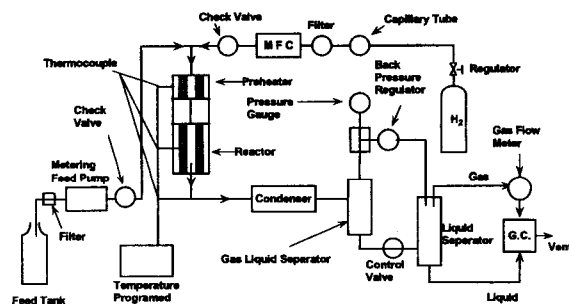 Check Valve
Filter
Capillary Tube
M F C
Thermocouple
Preheater
Pressure
Gauge
Back
Pressure
Regulator
Regulator
H2
Check
Valve
Reactor
Gas Flow
Meter
Metering
Feed Pump
Gas
Condenser
Liquid
Separator
G.C.
Vent
Filter
Gas Liquid Separator
Control
Valve
Temperature
Programed
Feed Tank
Liquid